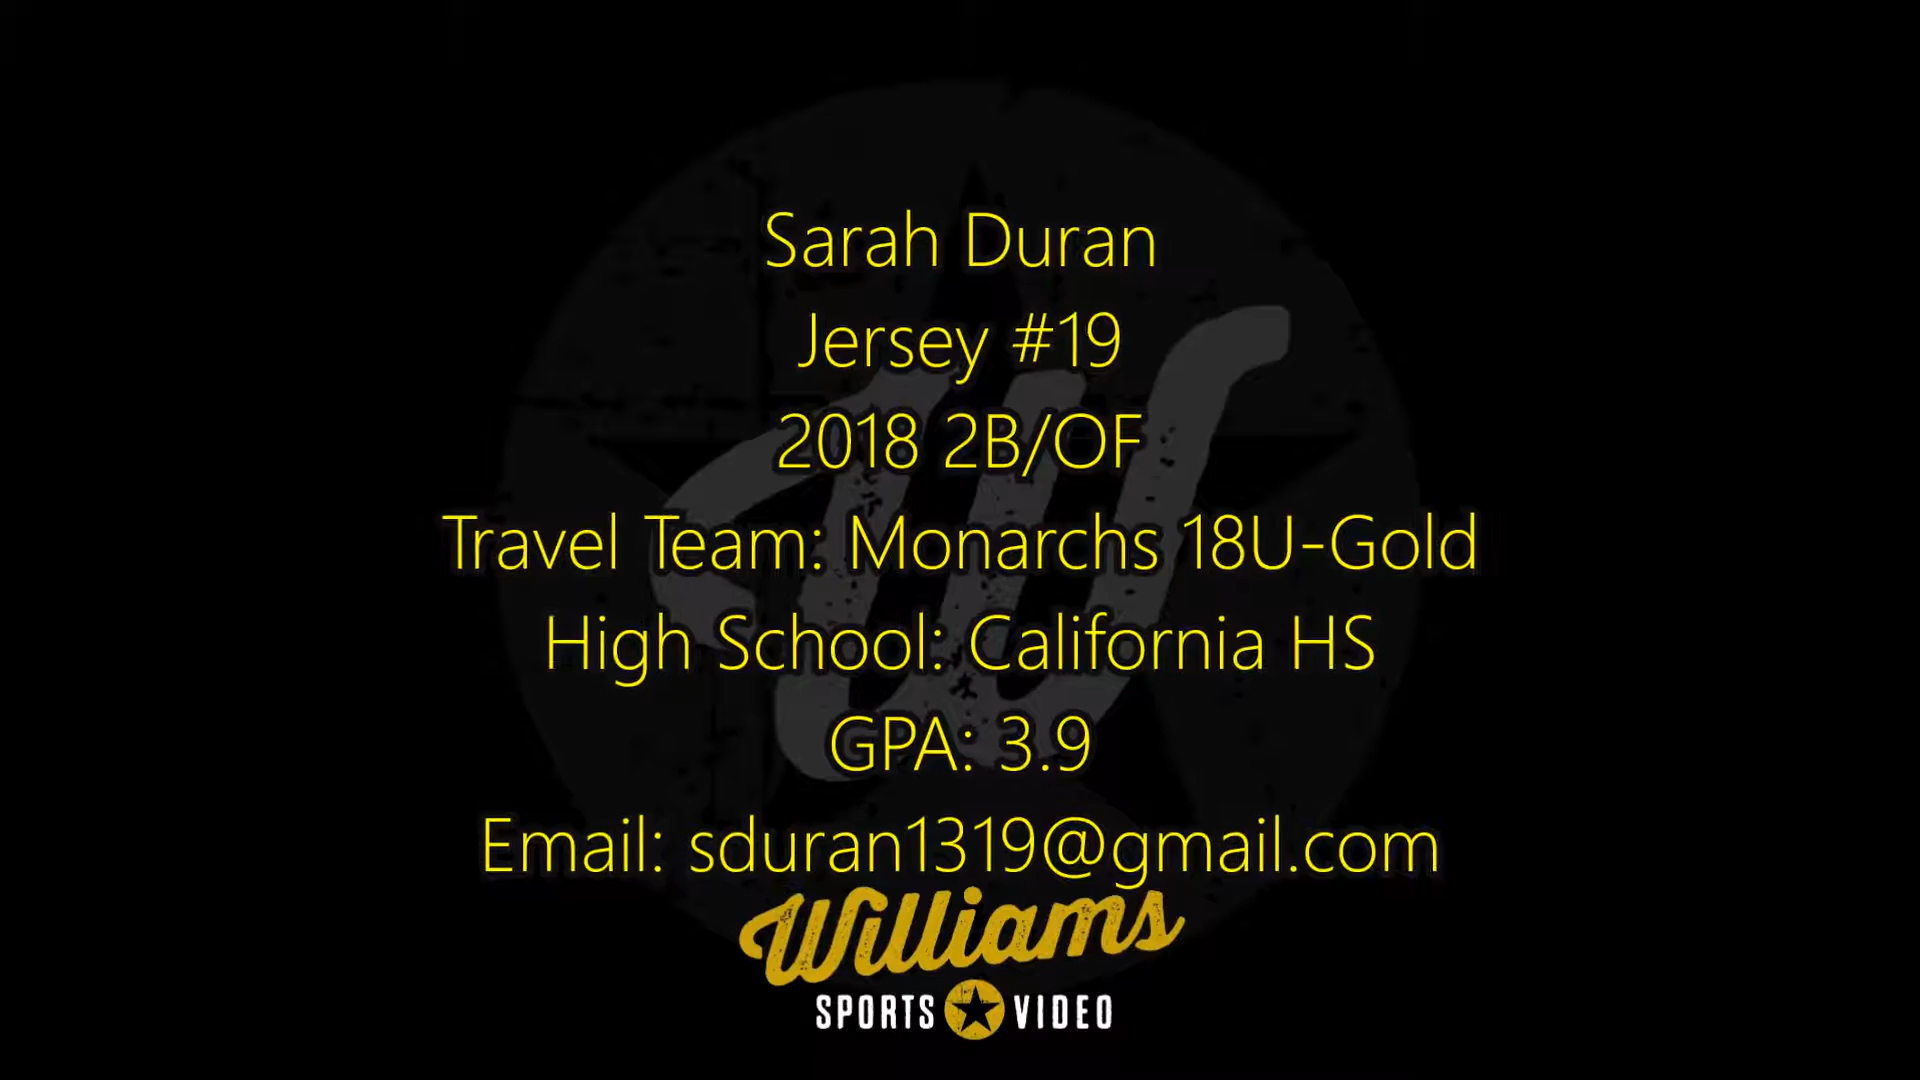 Sarah Duran
Jersey #19
2018 2B/OF
Travel Team: Monarchs 18U-Gold
High School: California HS
GPA: 3.9
Email: sduran1319@gmail.com
Williams
SPORTS VIDEO